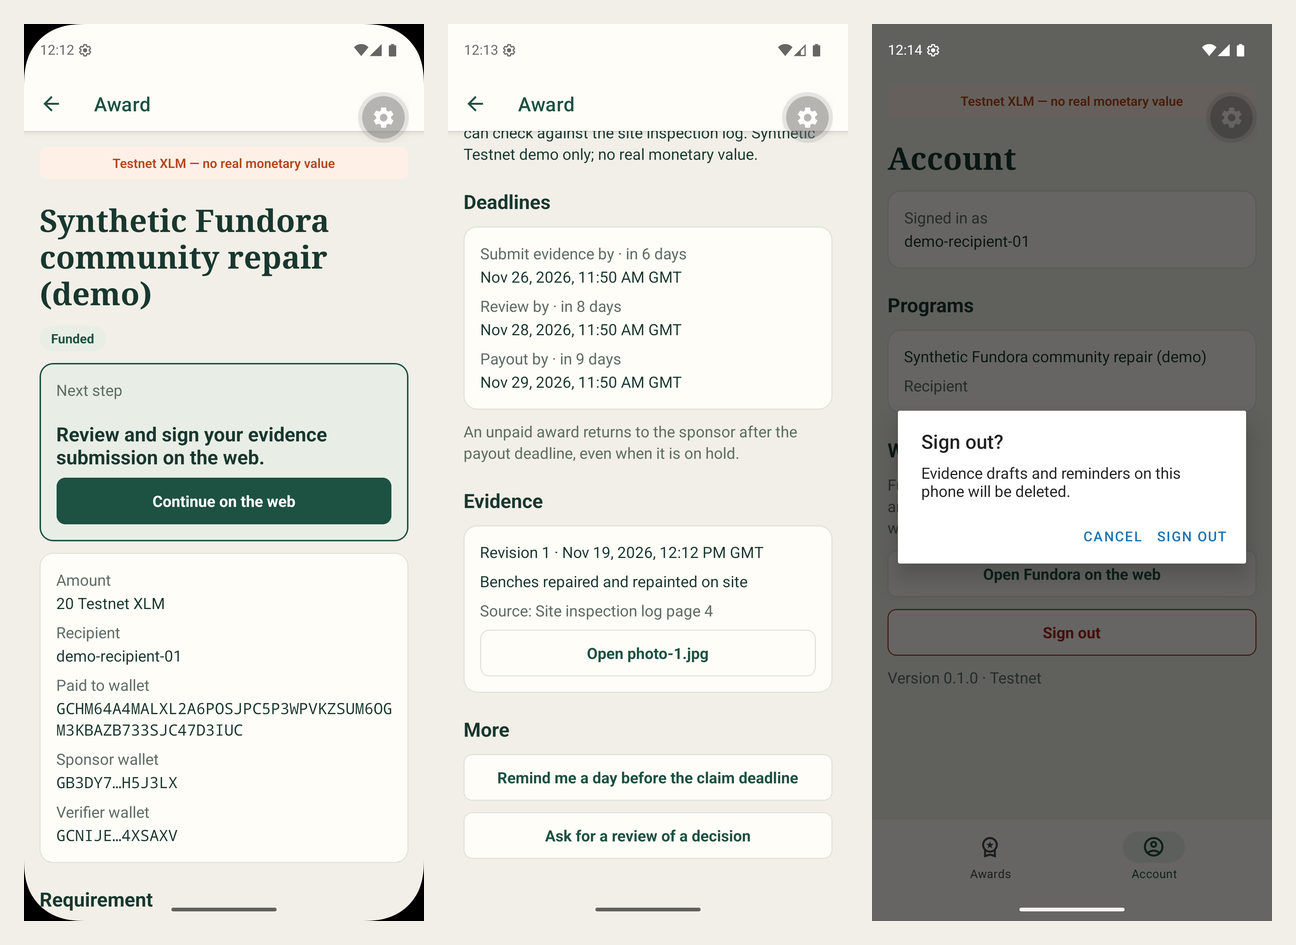 12:12
Award
Testnet XLM — no real monetary value
Synthetic Fundora
community repair
(demo)
Funded
Next step
Review and sign your evidence
submission on the web.
Continue on the web
Amount
20 Testnet XLM
Recipient
demo-recipient-01
Paid to wallet
GCHM64A4MALXL2A6POSJPC5P3WPVKZSUM6OG
M3KBAZB733SJC47D3IUC
Sponsor wallet
GB3DY7…H5J3LX
Verifier wallet
GCNIJE…4XSAXV
Requirement
12:13
Award
can check against the site inspection log. Synthetic
Testnet demo only; no real monetary value.
Deadlines
Submit evidence by · in 6 days
Nov 26, 2026, 11:50 AM GMT
Review by · in 8 days
Nov 28, 2026, 11:50 AM GMT
Payout by · in 9 days
Nov 29, 2026, 11:50 AM GMT
An unpaid award returns to the sponsor after the
payout deadline, even when it is on hold.
Evidence
Revision 1 · Nov 19, 2026, 12:12 PM GMT
Benches repaired and repainted on site
Source: Site inspection log page 4
Open photo-1.jpg
More
Remind me a day before the claim deadline
Ask for a review of a decision
12:14
Testnet XLM — no real monetary value
Account
Signed in as
demo-recipient-01
Programs
Synthetic Fundora community repair (demo)
Recipient
Sign out?
Evidence drafts and reminders on this
phone will be deleted.
CANCEL SIGN OUT
Open Fundora on the web
Sign out
Version 0.1.0 · Testnet
Awards
Account